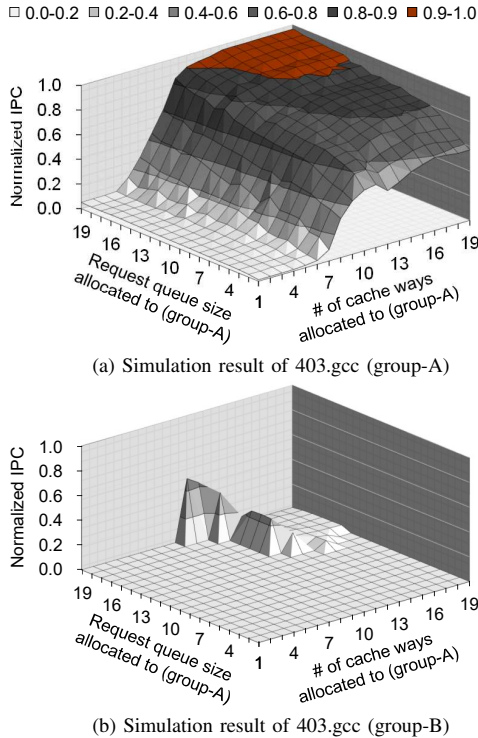 0.0-0.2 0.2-0.4 0.4-0.6 0.6-0.8 0.8-0.9 0.9-1.0
Normalized IPC
1.0
0.8
0.6
0.4
0.2
0.0
19 16 13 10 7 4 1
Request queue size
allocated to (group-A)
4 7 10 13 16 19
# of cache ways
allocated to (group-A)
(a) Simulation result of 403.gcc (group-A)
Normalized IPC
1.0
0.8
0.6
0.4
0.2
0.0
19 16 13 10 7 4 1
Request queue size
allocated to (group-A)
4 7 10 13 16 19
# of cache ways
allocated to (group-A)
(b) Simulation result of 403.gcc (group-B)